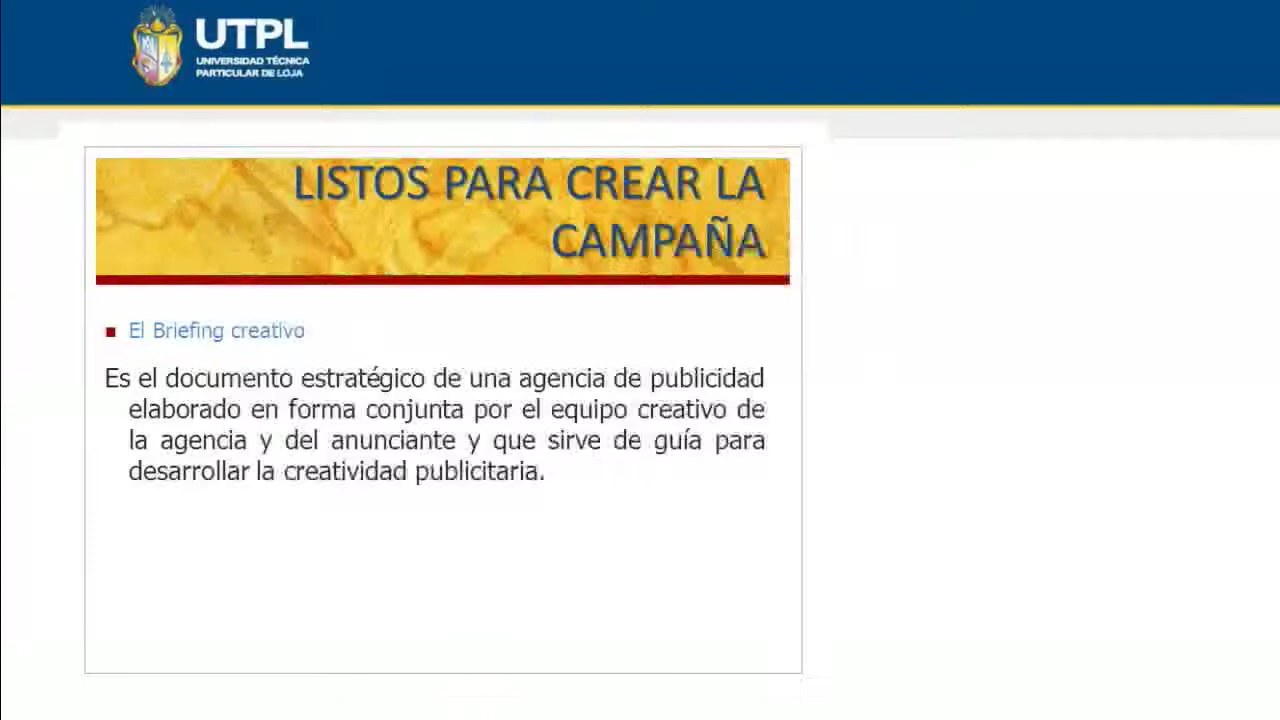 UTPL
UNIVERSIDAD TÉCNICA
PARTICULAR DE LOJA
LISTOS PARA CREAR LA
CAMPAÑA
El Briefing creativo
Es el documento estratégico de una agencia de publicidad
elaborado en forma conjunta por el equipo creativo de
la agencia y del anunciante y que sirve de guía para
desarrollar la creatividad publicitaria.